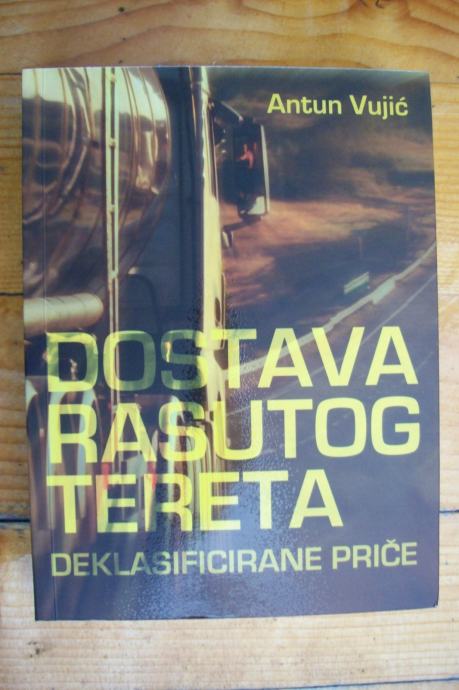 Antun Vujić
DOSTAVA
RASUTOG
TERETA
DEKLASIFICIRANE PRIČE